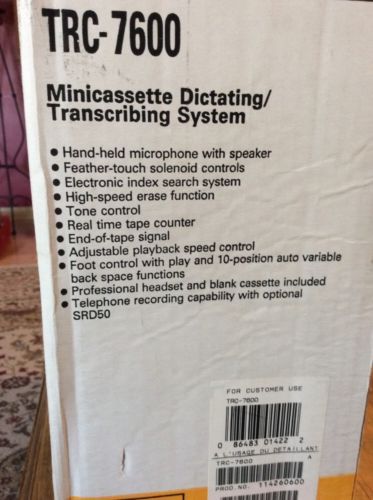 TRC-7600
Minicassette Dictating/
Transcribing System
• Hand-held microphone with speaker
• Feather-touch solenoid controls
• Electronic index search system
• High-speed erase function
• Tone control
• Real time tape counter
• End-of-tape signal
• Adjustable playback speed control
• Foot control with play and 10-position auto variable
back space functions
• Professional headset and blank cassette included
• Telephone recording capability with optional
SRD50
FOR CUSTOMER USE
TRC-7600
0 86483 01422 2
A L'USAGE DU DETAILLANT
TRC-7600 A
PROD.NO. 114260600